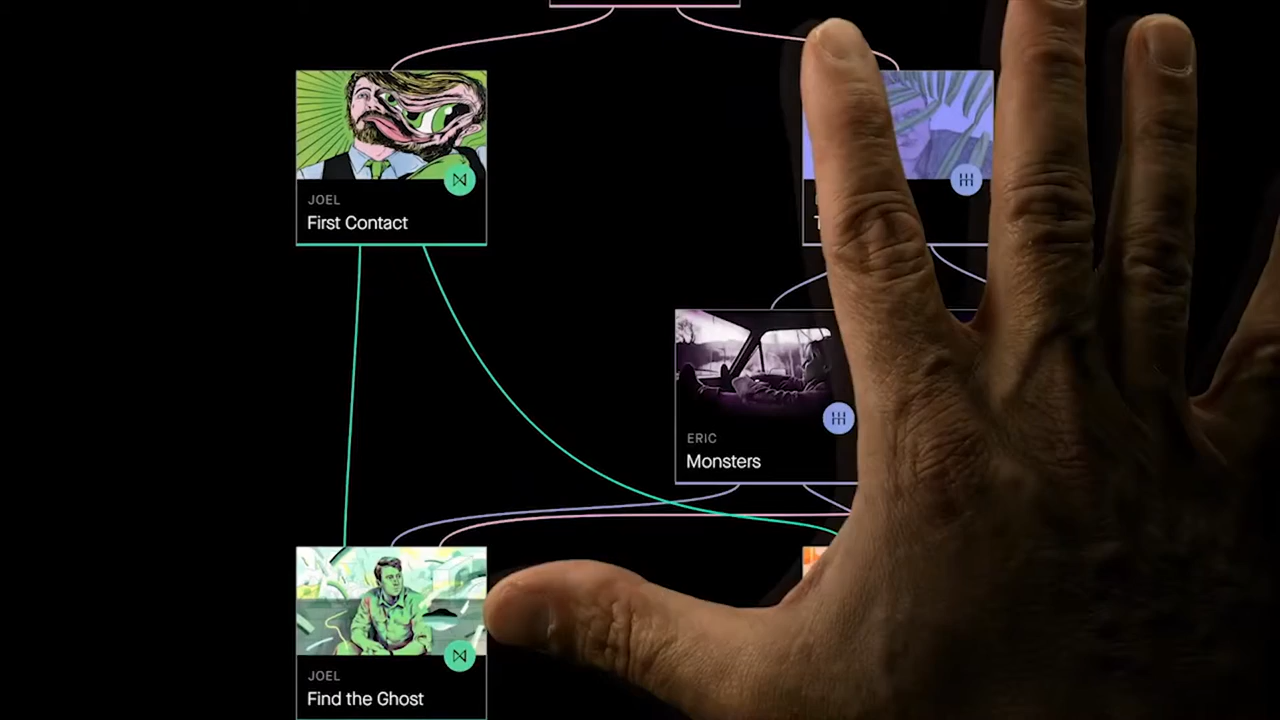 JOEL
First Contact
ERIC
Monsters
JOEL
Find the Ghost